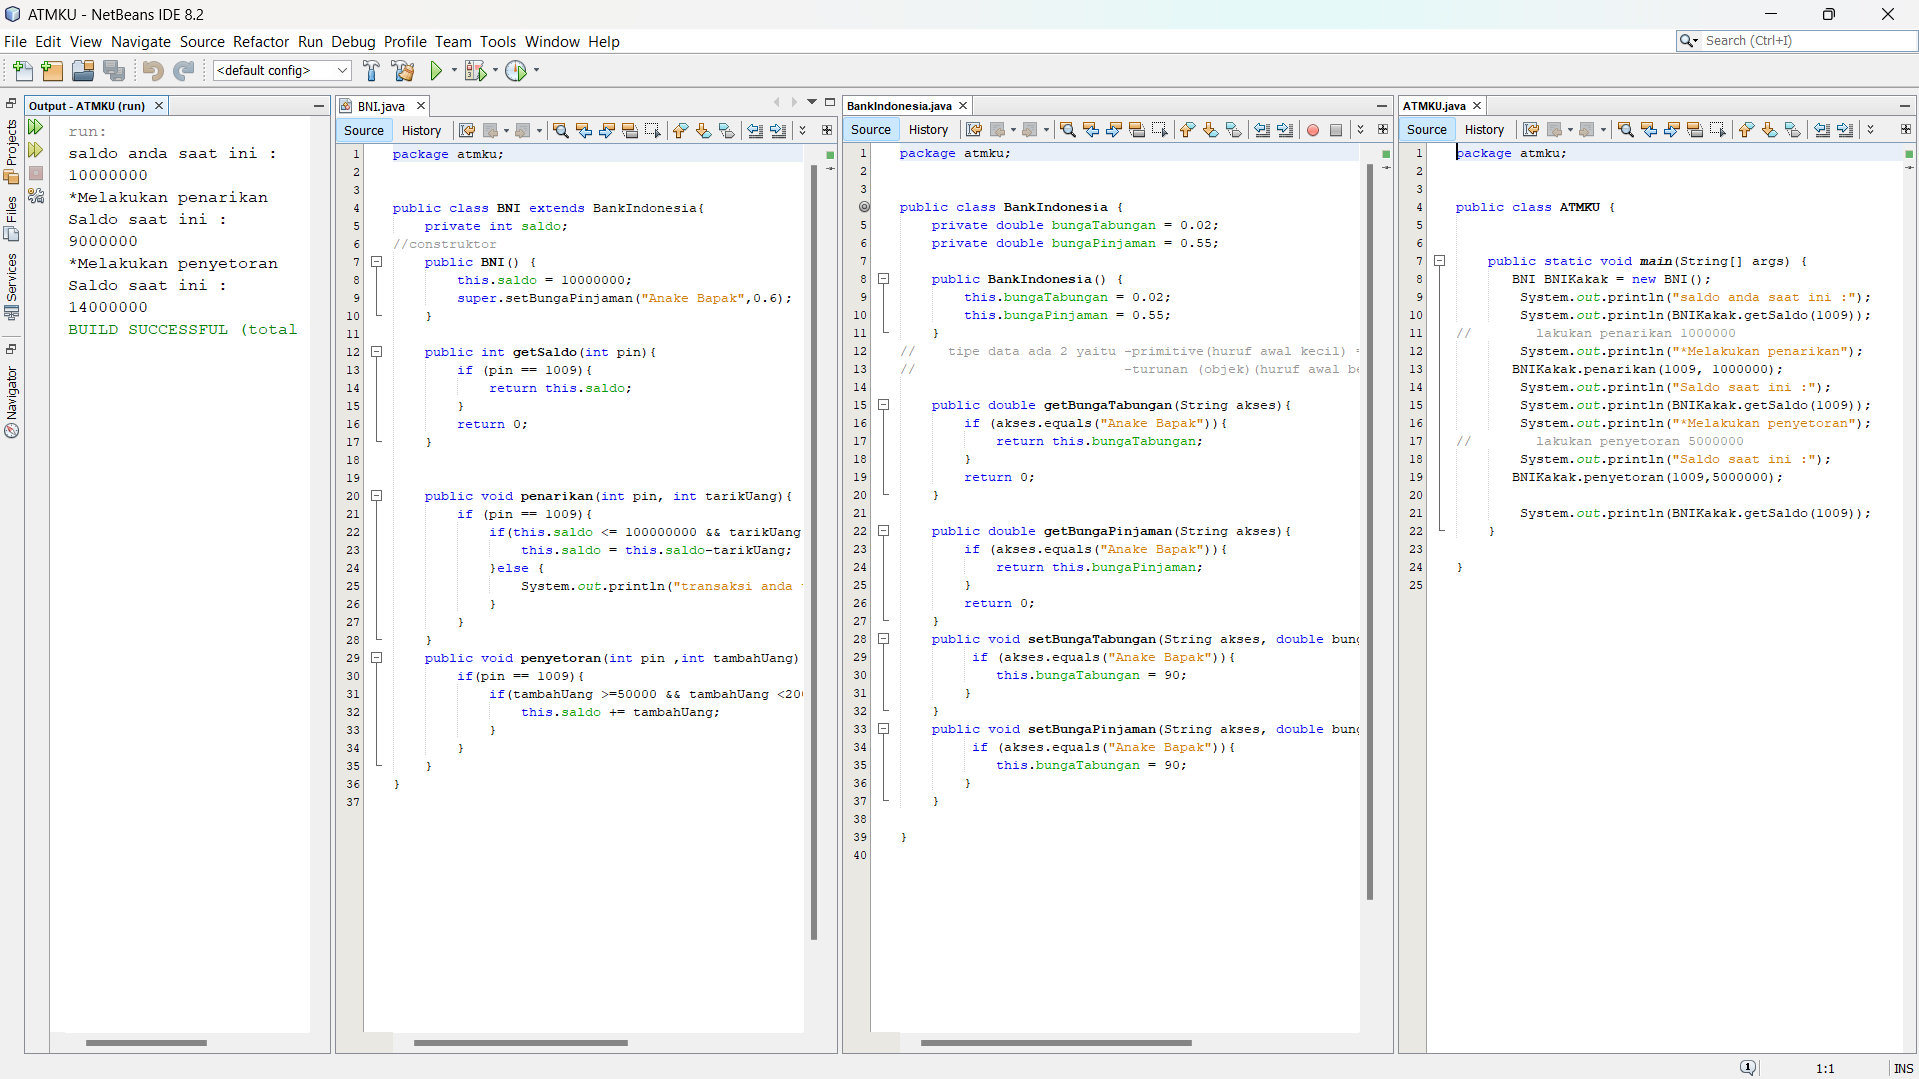 ATMKU - NetBeans IDE 8.2
File Edit View Navigate Source Refactor Run Debug Profile Team Tools Window Help
Search (Ctrl+I)
<default config>
Projects
Files
Services
Navigator
Output - ATMKU (run)
run:
saldo anda saat ini :
10000000
*Melakukan penarikan
Saldo saat ini :
9000000
*Melakukan penyetoran
Saldo saat ini :
14000000
BUILD SUCCESSFUL (total
BNI.java
Source History
1 package atmku;
2
3
4 public class BNI extends BankIndonesia{
5 private int saldo;
6 //construktor
7 public BNI() {
8 this.saldo = 10000000;
9 super.setBungaPinjaman("Anake Bapak",0.6);
10 }
11
12 public int getSaldo(int pin){
13 if (pin == 1009){
14 return this.saldo;
15 }
16 return 0;
17 }
18
19
20 public void penarikan(int pin, int tarikUang){
21 if (pin == 1009){
22 if(this.saldo <= 100000000 && tarikUang
23 this.saldo = this.saldo-tarikUang;
24 }else {
25 System.out.println("transaksi anda
26 }
27 }
28 }
29 public void penyetoran(int pin ,int tambahUang)
30 if(pin == 1009){
31 if(tambahUang >=50000 && tambahUang <20
32 this.saldo += tambahUang;
33 }
34 }
35 }
36 }
37
BankIndonesia.java
Source History
1 package atmku;
2
3
4 public class BankIndonesia {
5 private double bungaTabungan = 0.02;
6 private double bungaPinjaman = 0.55;
7
8 public BankIndonesia() {
9 this.bungaTabungan = 0.02;
10 this.bungaPinjaman = 0.55;
11 }
12 // tipe data ada 2 yaitu -primitive(huruf awal kecil) =
13 // -turunan (objek)(huruf awal be
14
15 public double getBungaTabungan(String akses){
16 if (akses.equals("Anake Bapak")){
17 return this.bungaTabungan;
18 }
19 return 0;
20 }
21
22 public double getBungaPinjaman(String akses){
23 if (akses.equals("Anake Bapak")){
24 return this.bungaPinjaman;
25 }
26 return 0;
27 }
28 public void setBungaTabungan(String akses, double bung
29 if (akses.equals("Anake Bapak")){
30 this.bungaTabungan = 90;
31 }
32 }
33 public void setBungaPinjaman(String akses, double bung
34 if (akses.equals("Anake Bapak")){
35 this.bungaTabungan = 90;
36 }
37 }
38
39 }
40
ATMKU.java
Source History
1 package atmku;
2
3
4 public class ATMKU {
5
6
7 public static void main(String[] args) {
8 BNI BNIKakak = new BNI();
9 System.out.println("saldo anda saat ini :");
10 System.out.println(BNIKakak.getSaldo(1009));
11 // lakukan penarikan 1000000
12 System.out.println("*Melakukan penarikan");
13 BNIKakak.penarikan(1009, 1000000);
14 System.out.println("Saldo saat ini :");
15 System.out.println(BNIKakak.getSaldo(1009));
16 System.out.println("*Melakukan penyetoran");
17 // lakukan penyetoran 5000000
18 System.out.println("Saldo saat ini :");
19 BNIKakak.penyetoran(1009,5000000);
20
21 System.out.println(BNIKakak.getSaldo(1009));
22 }
23
24 }
25
1:1 INS